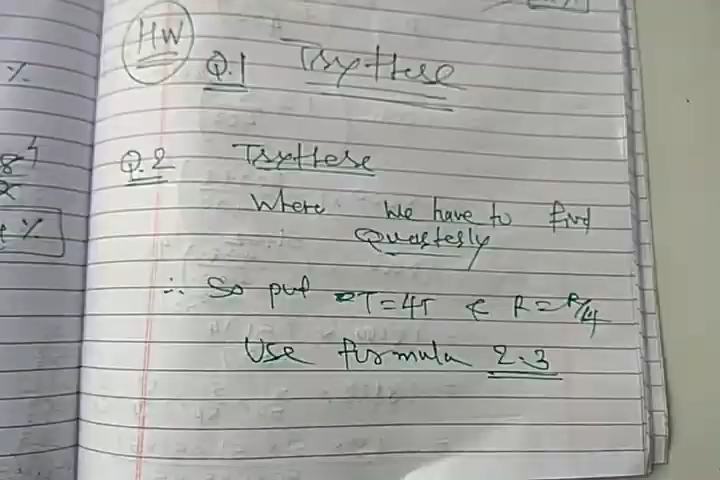 HW
Q.1 Try these
Q.2 Try these
Where We have to find
Quarterly
∴ So put T=4T & R=R/4
Use formula 2.3
%
8
x
%